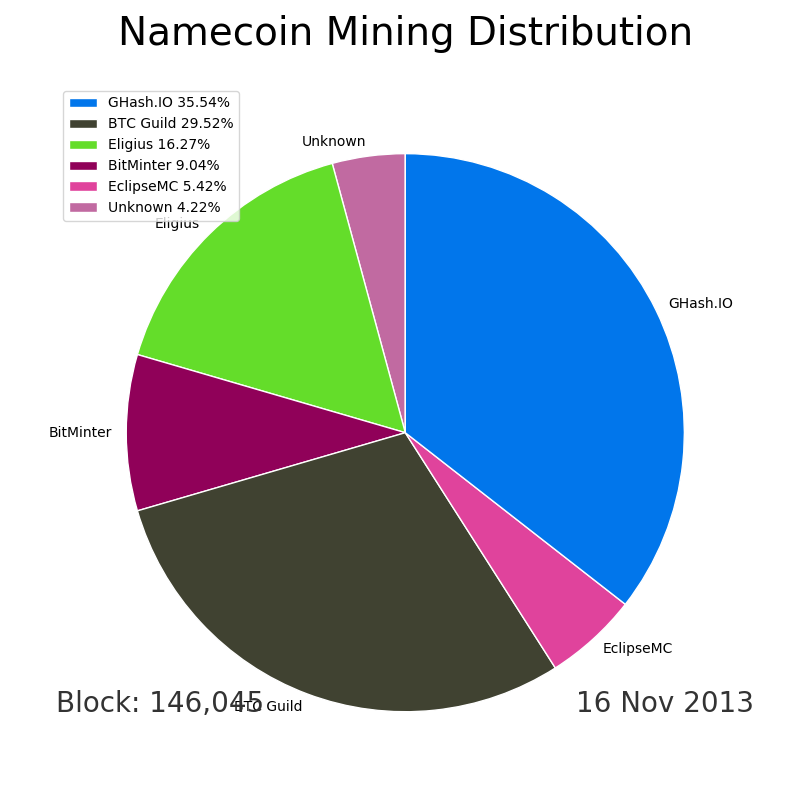 Namecoin Mining Distribution
GHash.IO 35.54%
BTC Guild 29.52%
Eligius 16.27%
BitMinter 9.04%
EclipseMC 5.42%
Unknown 4.22%
Unknown
Eligius
GHash.IO
BitMinter
EclipseMC
Block: 146,045
BTC Guild
16 Nov 2013